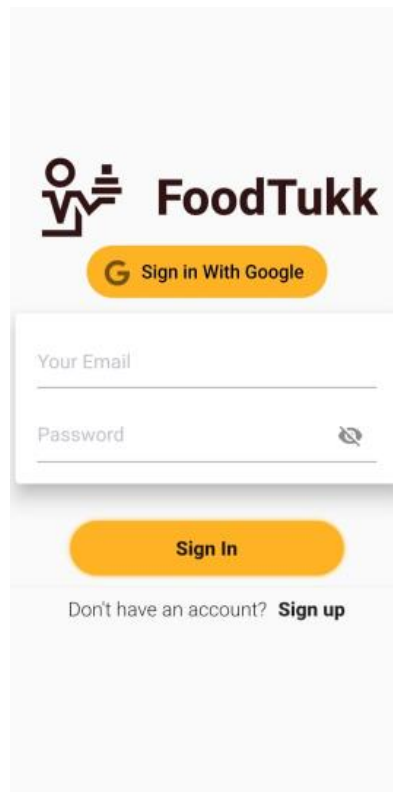 FoodTukk
G Sign in With Google
Your Email
Password
Sign In
Don't have an account? Sign up